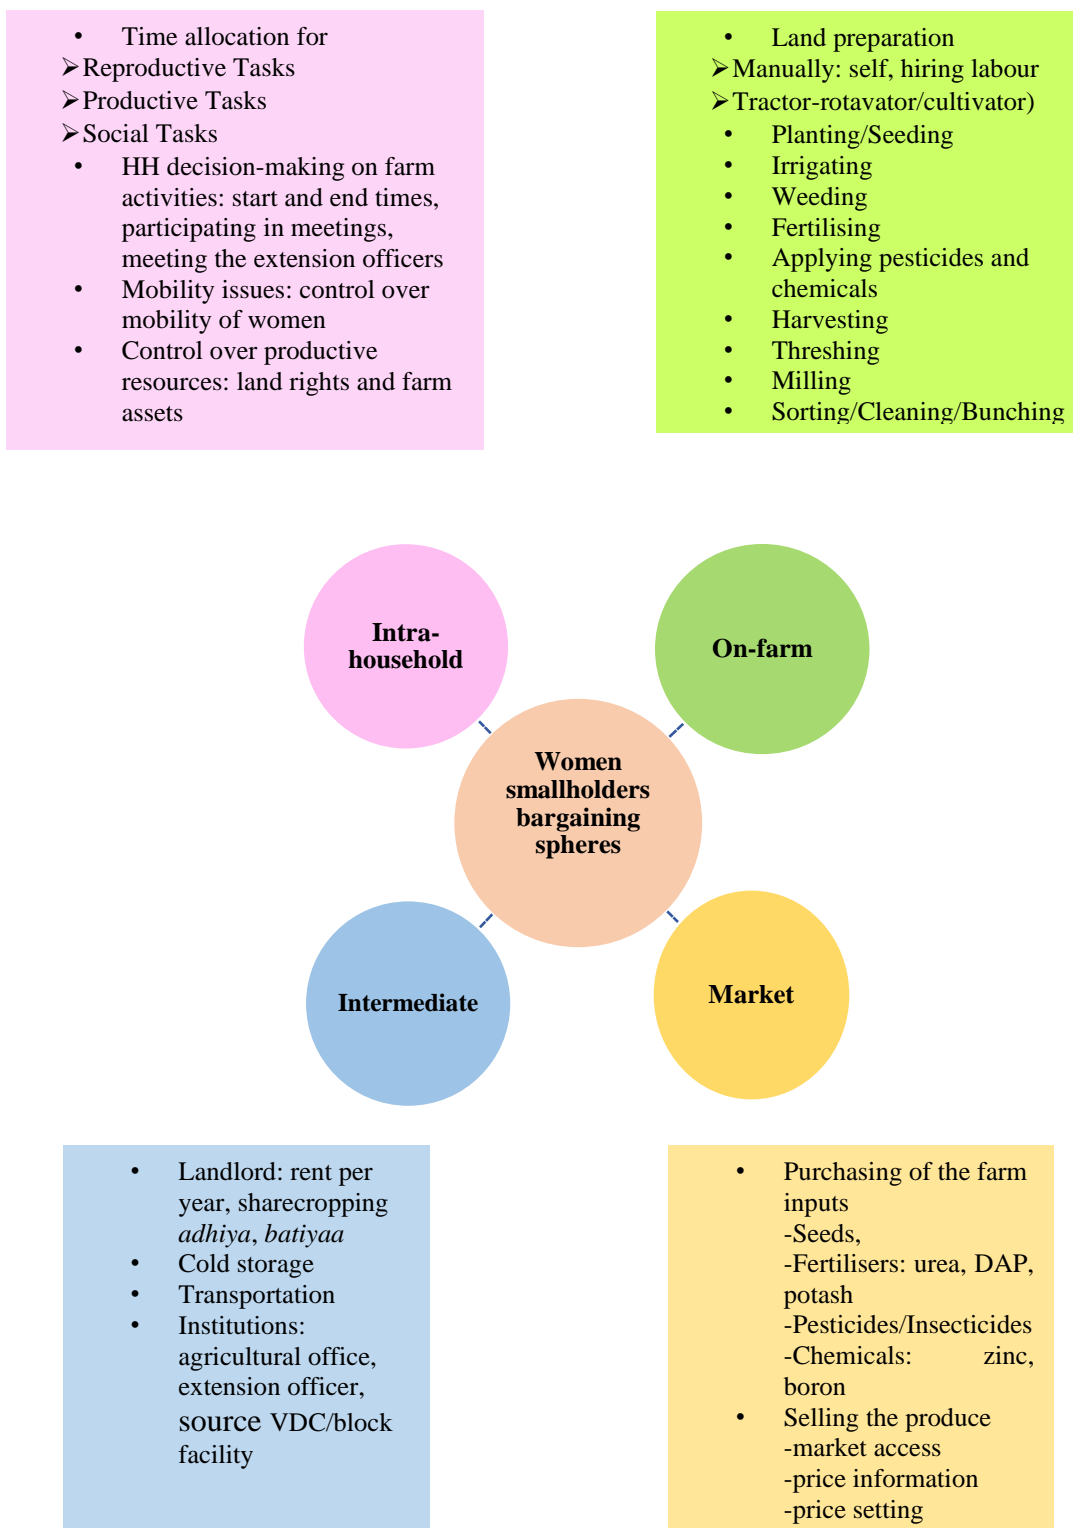 • Time allocation for
➢Reproductive Tasks
➢Productive Tasks
➢Social Tasks
• HH decision-making on farm
activities: start and end times,
participating in meetings,
meeting the extension officers
• Mobility issues: control over
mobility of women
• Control over productive
resources: land rights and farm
assets
• Land preparation
➢Manually: self, hiring labour
➢Tractor-rotavator/cultivator)
• Planting/Seeding
• Irrigating
• Weeding
• Fertilising
• Applying pesticides and
chemicals
• Harvesting
• Threshing
• Milling
• Sorting/Cleaning/Bunching
Intra-
household
On-farm
Women
smallholders
bargaining
spheres
Intermediate
Market
• Landlord: rent per
year, sharecropping
adhiya, batiyaa
• Cold storage
• Transportation
• Institutions:
agricultural office,
extension officer,
source VDC/block
facility
• Purchasing of the farm
inputs
-Seeds,
-Fertilisers: urea, DAP,
potash
-Pesticides/Insecticides
-Chemicals: zinc,
boron
• Selling the produce
-market access
-price information
-price setting